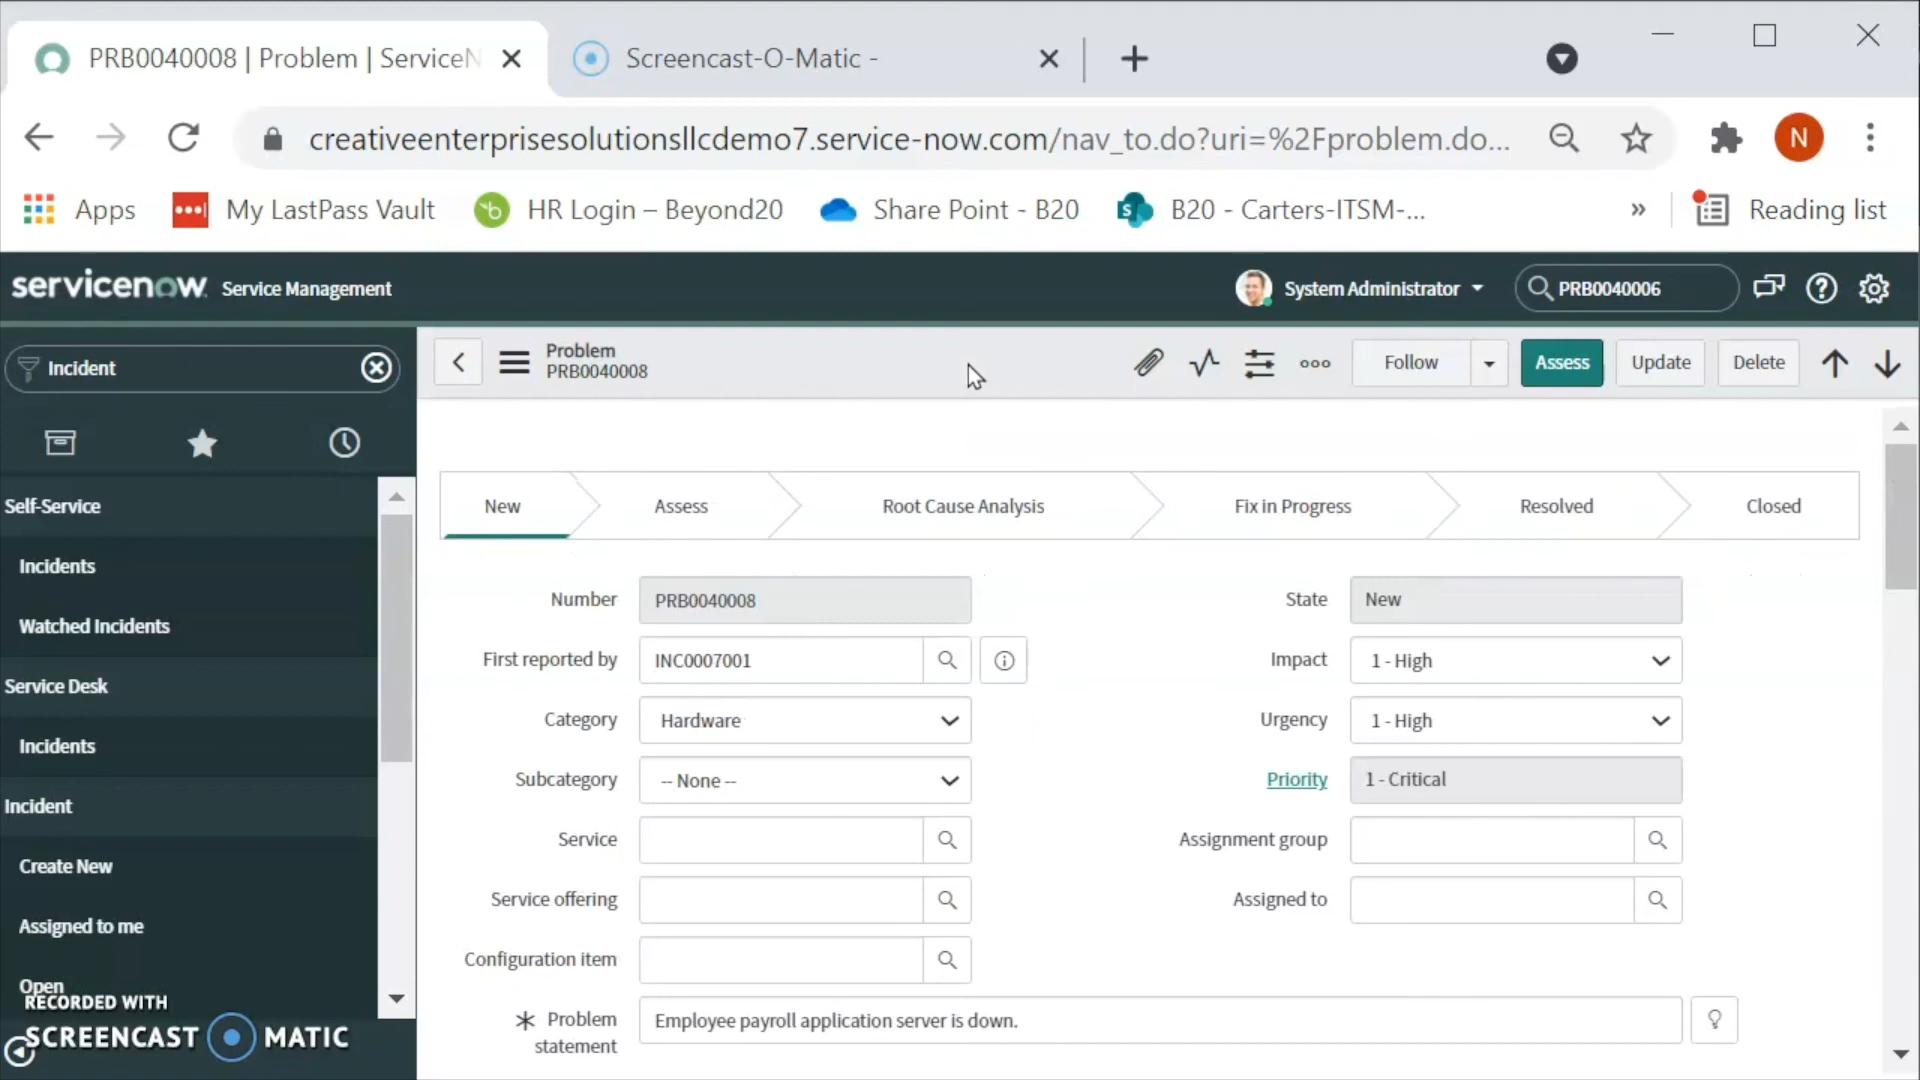 PRB0040008 | Problem | ServiceN
Screencast-O-Matic -
creativeenterprisesolutionsllcdemo7.service-now.com/nav_to.do?uri=%2Fproblem.do...
N
Apps
My LastPass Vault
HR Login – Beyond20
Share Point - B20
B20 - Carters-ITSM-...
»
Reading list
servicenow Service Management
System Administrator
PRB0040006
Incident
Problem
PRB0040008
Follow
Assess
Update
Delete
Self-Service
Incidents
Watched Incidents
Service Desk
Incidents
Incident
Create New
Assigned to me
Open
New
Assess
Root Cause Analysis
Fix in Progress
Resolved
Closed
Number
PRB0040008
State
New
First reported by
INC0007001
Impact
1 - High
Category
Hardware
Urgency
1 - High
Subcategory
-- None --
Priority
1 - Critical
Service
Assignment group
Service offering
Assigned to
Configuration item
Problem
statement
Employee payroll application server is down.
RECORDED WITH
SCREENCAST MATIC